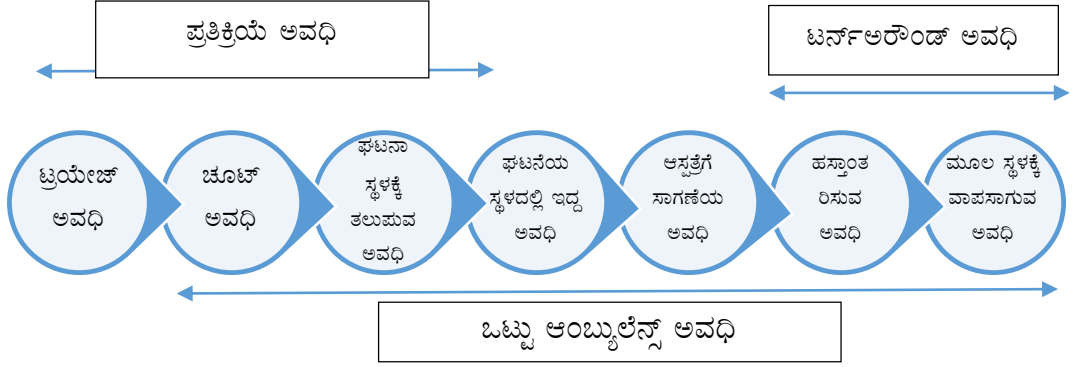 ಪ್ರತಿಕ್ರಿಯೆ ಅವಧಿ
ಟರ್ನ್‌ಅರೌಂಡ್ ಅವಧಿ
ಟ್ರಯೇಜ್
ಅವಧಿ
ಚೂಟ್
ಅವಧಿ
ಘಟನಾ
ಸ್ಥಳಕ್ಕೆ
ತಲುಪುವ
ಅವಧಿ
ಘಟನೆಯ
ಸ್ಥಳದಲ್ಲಿ ಇದ್ದ
ಅವಧಿ
ಆಸ್ಪತ್ರೆಗೆ
ಸಾಗಣೆಯ
ಅವಧಿ
ಹಸ್ತಾಂತ
ರಿಸುವ
ಅವಧಿ
ಮೂಲ ಸ್ಥಳಕ್ಕೆ
ವಾಪಸಾಗುವ
ಅವಧಿ
ಒಟ್ಟು ಆಂಬ್ಯುಲೆನ್ಸ್ ಅವಧಿ